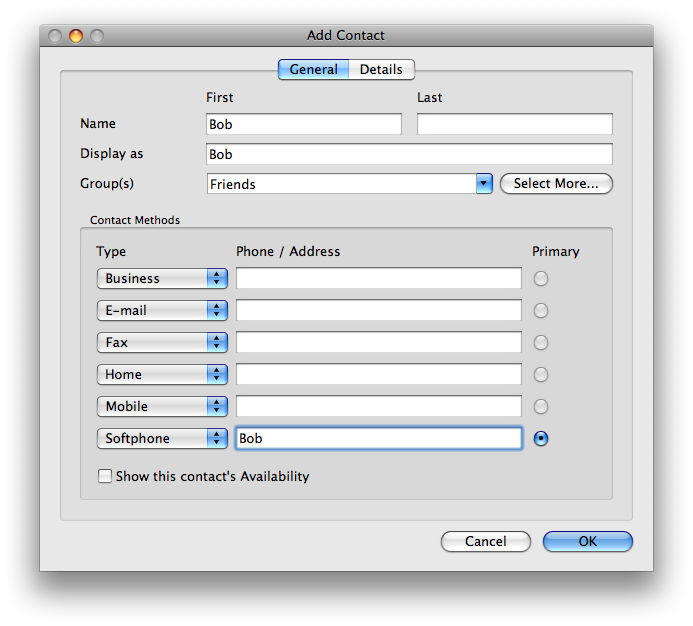 Add Contact
General Details
First Last
Name Bob
Display as Bob
Group(s) Friends Select More...
Contact Methods
Type Phone / Address Primary
Business
E-mail
Fax
Home
Mobile
Softphone Bob
Show this contact's Availability
Cancel OK